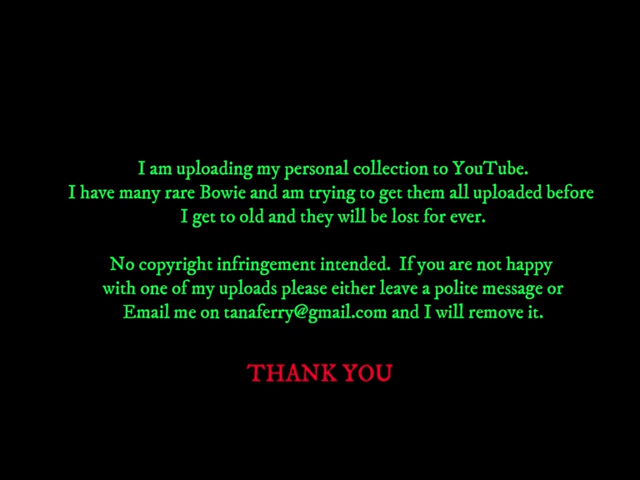 I am uploading my personal collection to YouTube.
I have many rare Bowie and am trying to get them all uploaded before
I get to old and they will be lost for ever.
No copyright infringement intended.  If you are not happy
with one of my uploads please either leave a polite message or
Email me on tanaferry@gmail.com and I will remove it.
THANK YOU